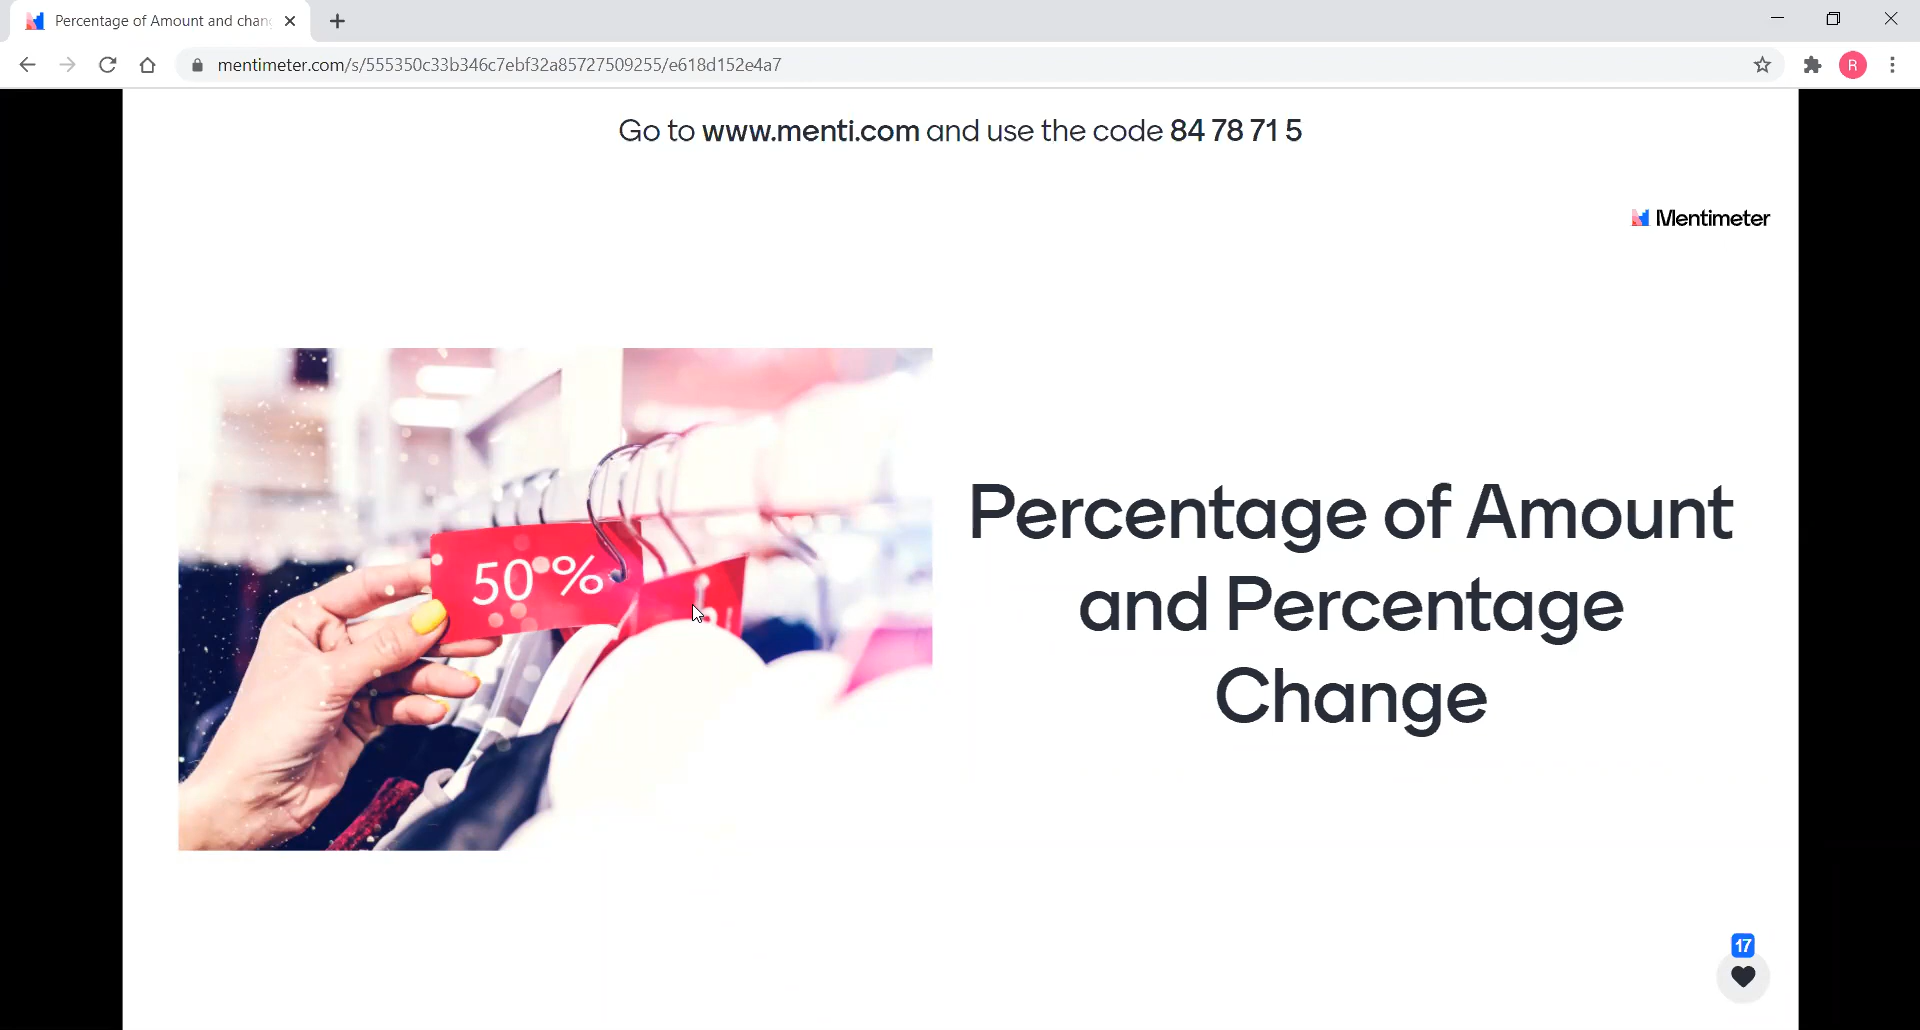 Percentage of Amount and chan
mentimeter.com/s/555350c33b346c7ebf32a85727509255/e618d152e4a7
R
Go to www.menti.com and use the code 84 78 71 5
Mentimeter
50%
Percentage of Amount
and Percentage
Change
17